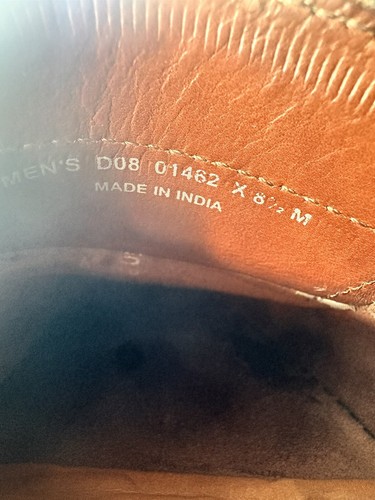 MEN'S D08 01462 X 8½ M
MADE IN INDIA